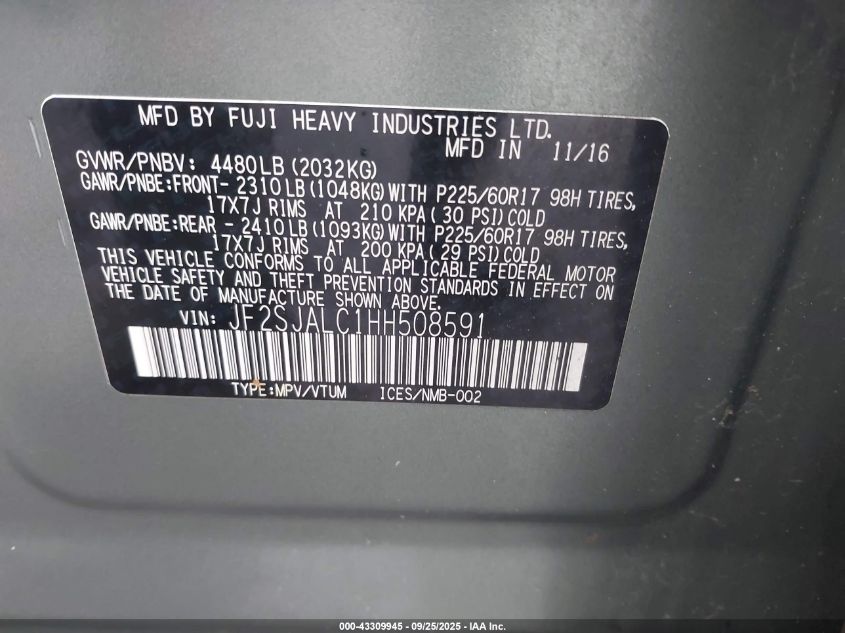 MFD BY FUJI HEAVY INDUSTRIES LTD.
MFD IN 11/16
GVWR/PNBV: 4480LB (2032KG)
GAWR/PNBE:FRONT- 2310LB (1048KG) WITH P225/60R17 98H TIRES,
17X7J RIMS AT 210 KPA( 30 PSI) COLD
GAWR/PNBE:REAR - 2410LB (1093KG) WITH P225/60R17 98H TIRES,
17X7J RIMS AT 200 KPA( 29 PSI) COLD
THIS VEHICLE CONFORMS TO ALL APPLICABLE FEDERAL MOTOR
VEHICLE SAFETY AND THEFT PREVENTION STANDARDS IN EFFECT ON
THE DATE OF MANUFACTURE SHOWN ABOVE.
VIN: JF2SJALC1HH508591
TYPE:MPV/VTUM ICES/NMB-002
000-43309945 - 09/25/2025 - IAA Inc.